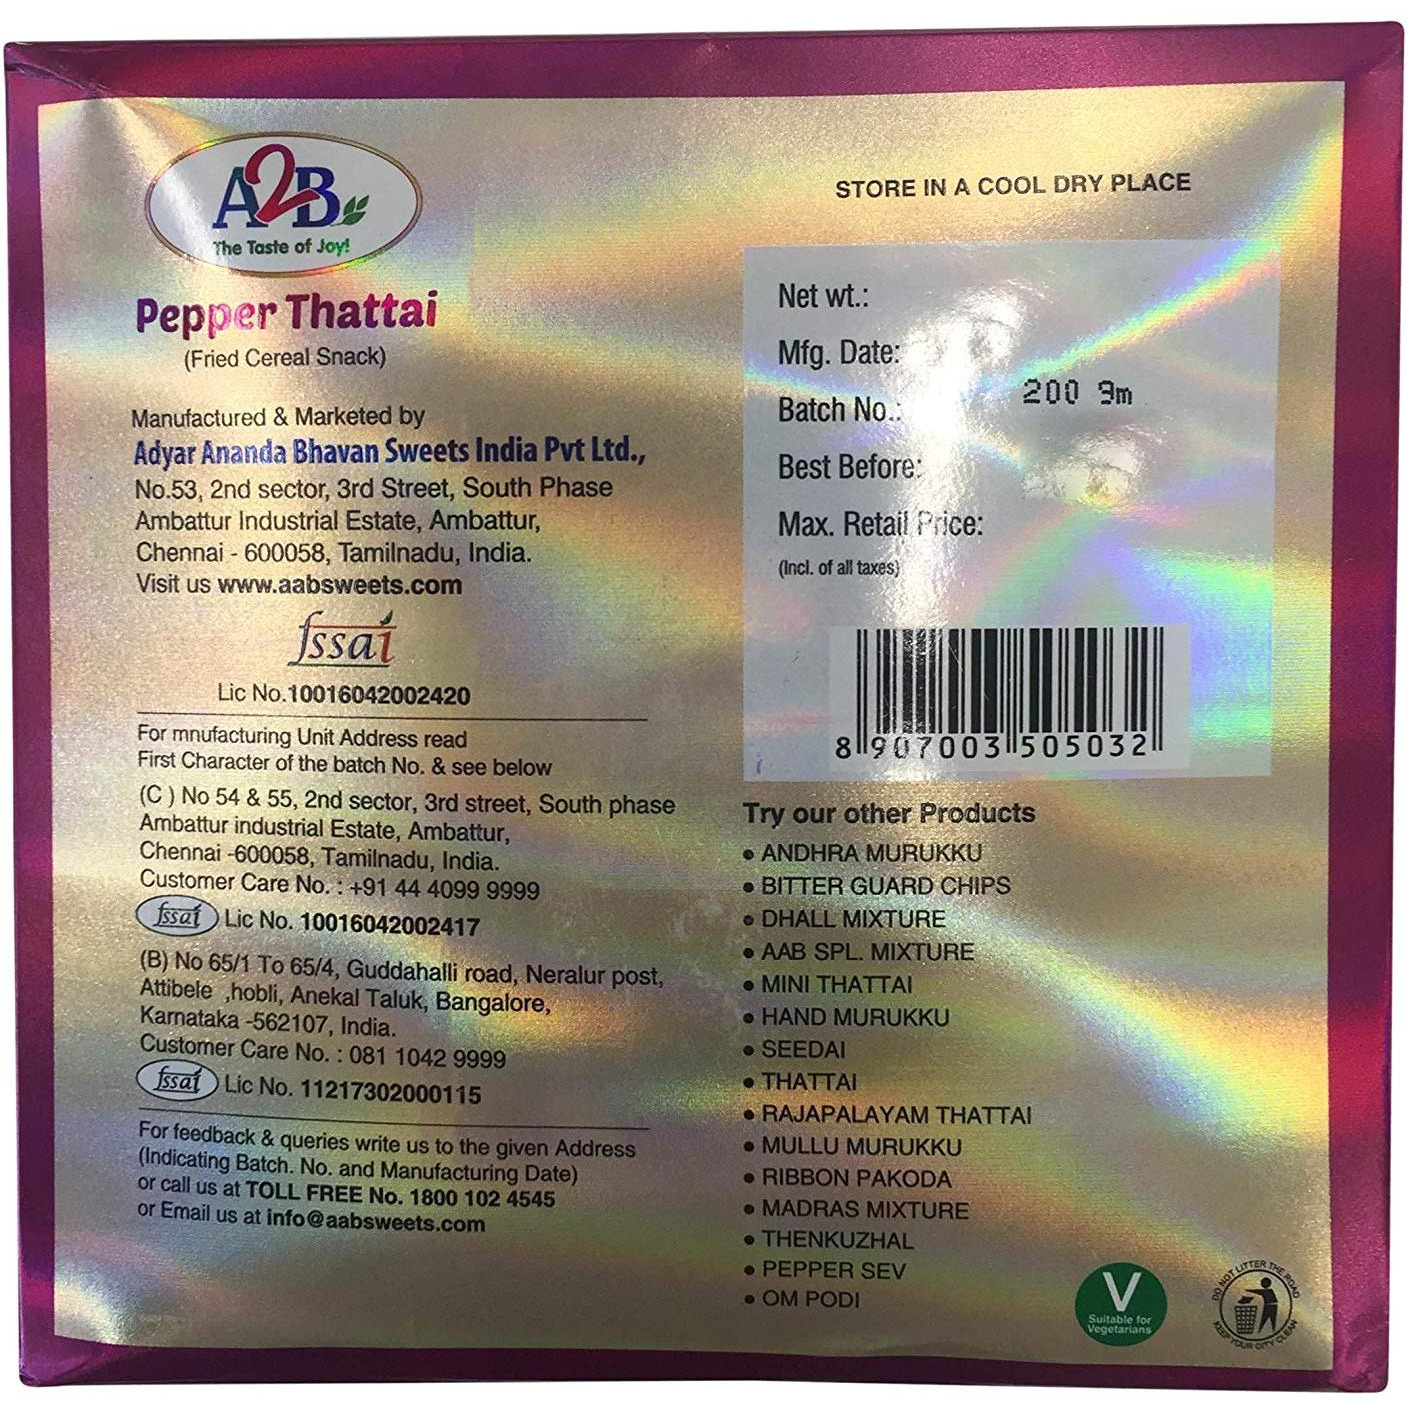 A2B
The Taste of Joy!
Pepper Thattai
(Fried Cereal Snack)
Manufactured & Marketed by
Adyar Ananda Bhavan Sweets India Pvt Ltd.,
No.53, 2nd sector, 3rd Street, South Phase
Ambattur Industrial Estate, Ambattur,
Chennai - 600058, Tamilnadu, India.
Visit us www.aabsweets.com
fssai
Lic No.10016042002420
For mnufacturing Unit Address read
First Character of the batch No. & see below
(C ) No 54 & 55, 2nd sector, 3rd street, South phase
Ambattur industrial Estate, Ambattur,
Chennai -600058, Tamilnadu, India.
Customer Care No. : +91 44 4099 9999
fssai Lic No. 10016042002417
(B) No 65/1 To 65/4, Guddahalli road, Neralur post,
Attibele ,hobli, Anekal Taluk, Bangalore,
Karnataka -562107, India.
Customer Care No. : 081 1042 9999
fssai Lic No. 11217302000115
For feedback & queries write us to the given Address
(Indicating Batch. No. and Manufacturing Date)
or call us at TOLL FREE No. 1800 102 4545
or Email us at info@aabsweets.com
STORE IN A COOL DRY PLACE
Net wt.:
Mfg. Date:
200 gm
Batch No.:
Best Before:
Max. Retail Price:
(Incl. of all taxes)
8 907003 505032
Try our other Products
• ANDHRA MURUKKU
• BITTER GUARD CHIPS
• DHALL MIXTURE
• AAB SPL. MIXTURE
• MINI THATTAI
• HAND MURUKKU
• SEEDAI
• THATTAI
• RAJAPALAYAM THATTAI
• MULLU MURUKKU
• RIBBON PAKODA
• MADRAS MIXTURE
• THENKUZHAL
• PEPPER SEV
• OM PODI
V
Suitable for
Vegetarians
DO NOT LITTER THE ROAD
KEEP YOUR CITY CLEAN